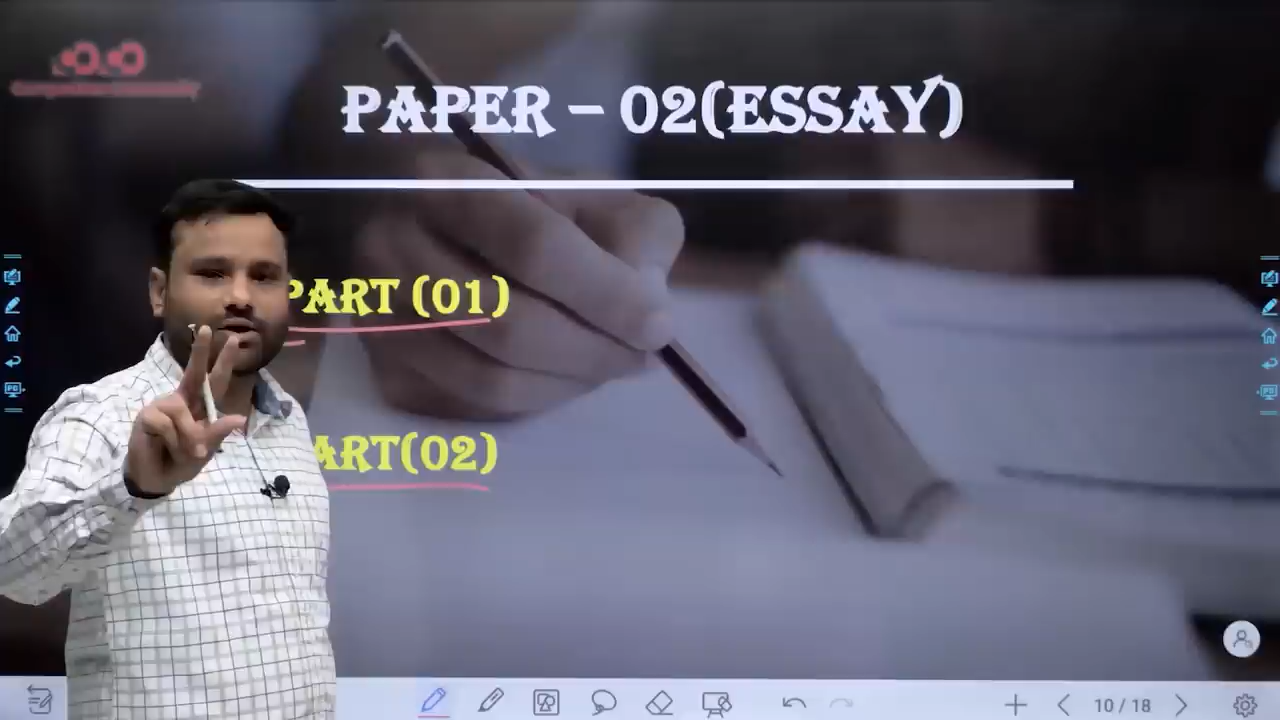 PAPER – 02(ESSAY)
PART (01)
ART(02)
10 / 18